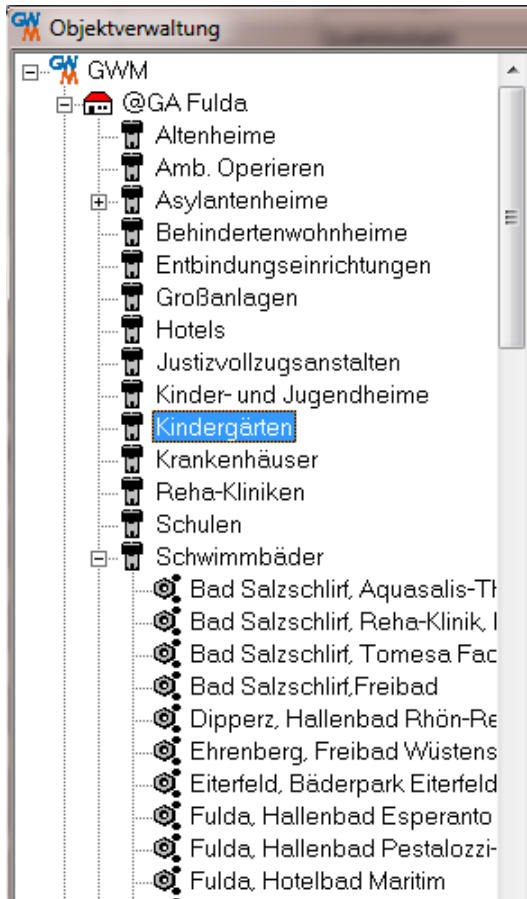 GWM Objektverwaltung
GWM GWM
@GA Fulda
Altenheime
Amb. Operieren
Asylantenheime
Behindertenwohnheime
Entbindungseinrichtungen
Großanlagen
Hotels
Justizvollzugsanstalten
Kinder- und Jugendheime
Kindergärten
Krankenhäuser
Reha-Kliniken
Schulen
Schwimmbäder
Bad Salzschlirf, Aquasalis-Th
Bad Salzschlirf, Reha-Klinik,
Bad Salzschlirf, Tomesa Fac
Bad Salzschlirf,Freibad
Dipperz, Hallenbad Rhön-Re
Ehrenberg, Freibad Wüstens
Eiterfeld, Bäderpark Eiterfeld
Fulda, Hallenbad Esperanto
Fulda, Hallenbad Pestalozzi-
Fulda, Hotelbad Maritim